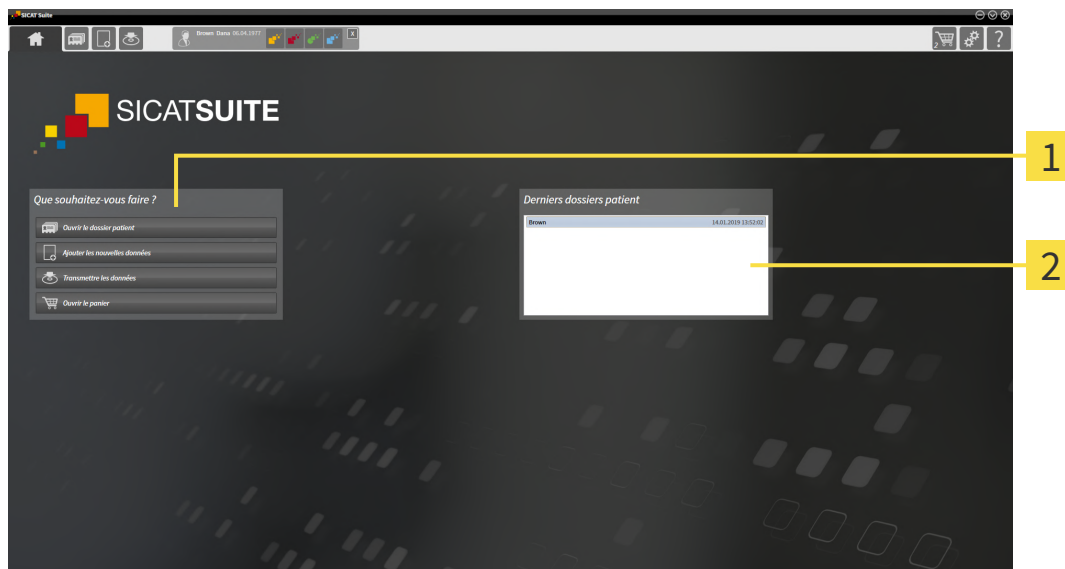 SICAT Suite
Brown Dana 06.04.1977
X
2
?
SICATSUITE
1
Que souhaitez-vous faire ?
Ouvrir le dossier patient
Ajouter les nouvelles données
Transmettre les données
Ouvrir le panier
Derniers dossiers patient
Brown 14.01.2019 13:52:02
2